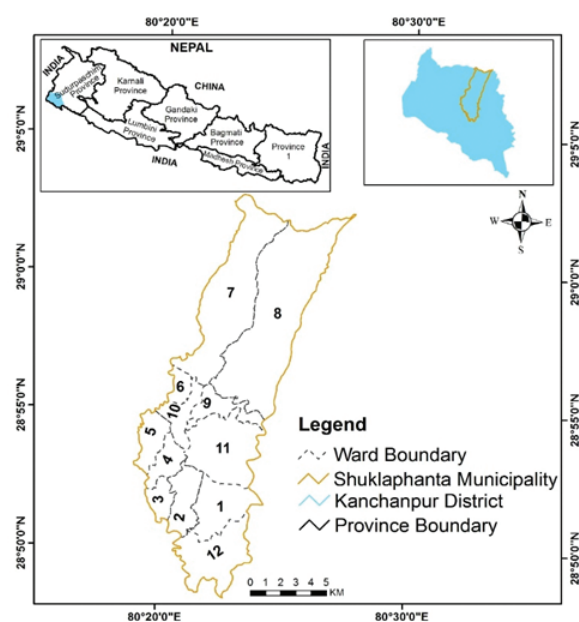 80°20'0"E 80°30'0"E
NEPAL
INDIA
Sudurpaschim
Province
Karnali
Province
CHINA
Gandaki
Province
Lumbini
Province
Bagmati
Province
Province
1
Madhesh Province
INDIA
INDIA
29°5'0"N
29°5'0"N
N
W E
S
29°0'0"N
29°0'0"N
7
8
6
9
10
28°55'0"N
28°55'0"N
5
11
4
3
2
1
12
Legend
Ward Boundary
Shuklaphanta Municipality
Kanchanpur District
Province Boundary
28°50'0"N
28°50'0"N
0 1 2 3 4 5
KM
80°20'0"E 80°30'0"E